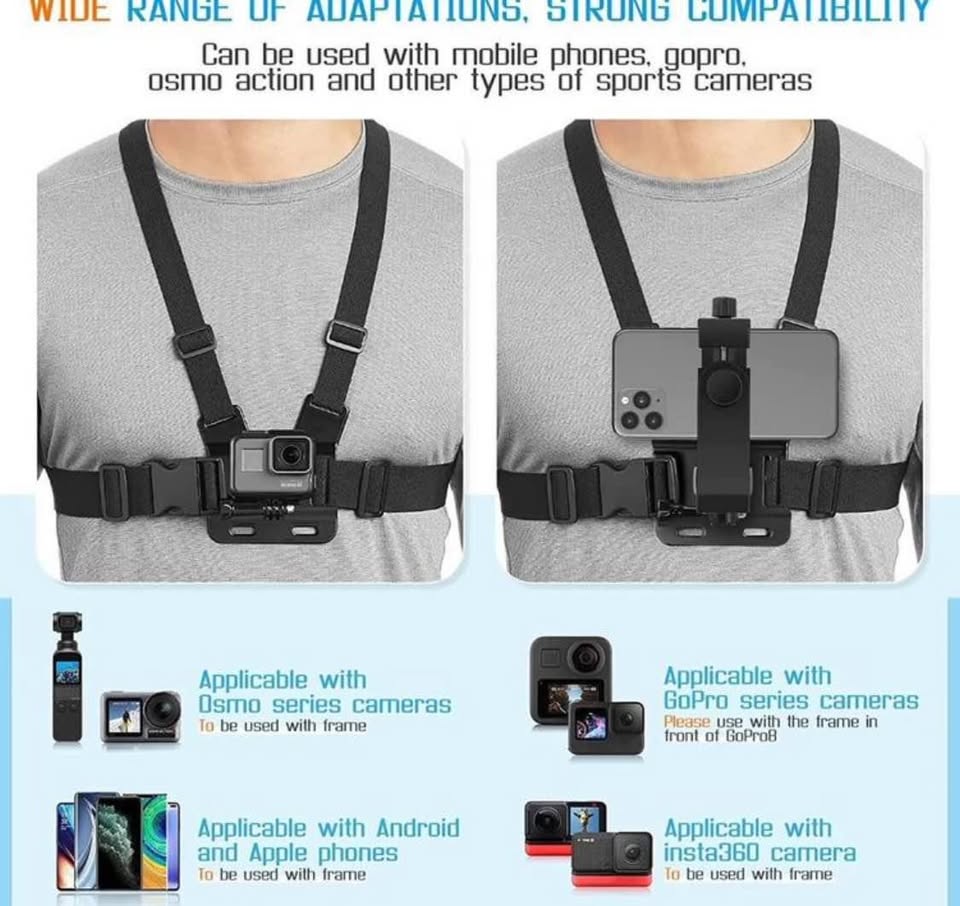 WIDE RANGE OF ADAPTATIONS, STRONG COMPATIBILITY
Can be used with mobile phones, gopro,
osmo action and other types of sports cameras
Applicable with
Osmo series cameras
To be used with frame
Applicable with
GoPro series cameras
Please use with the frame in
front of GoPro8
Applicable with Android
and Apple phones
To be used with frame
Applicable with
insta360 camera
To be used with frame